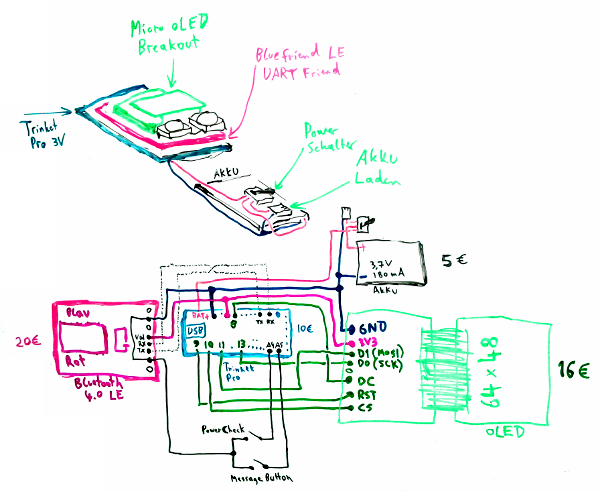 Micro oLED
Breakout
Bluefriend LE
UART Friend
Trinket
Pro 3V
Power
Schalter
AKKU
AKKU
Laden
3,7V
180mA
AKKU
5 €
Blau
Rot
20€
Bluetooth
4.0 LE
Vin
RX
TX
BAT+
8
TX RX
USB
10€
9 10 11 13...
Trinket
Pro
GND
3V3
D1 (Mosi)
D0 (SCK)
DC
RST
CS
64 x 48
16€
OLED
PowerCheck
Message Button